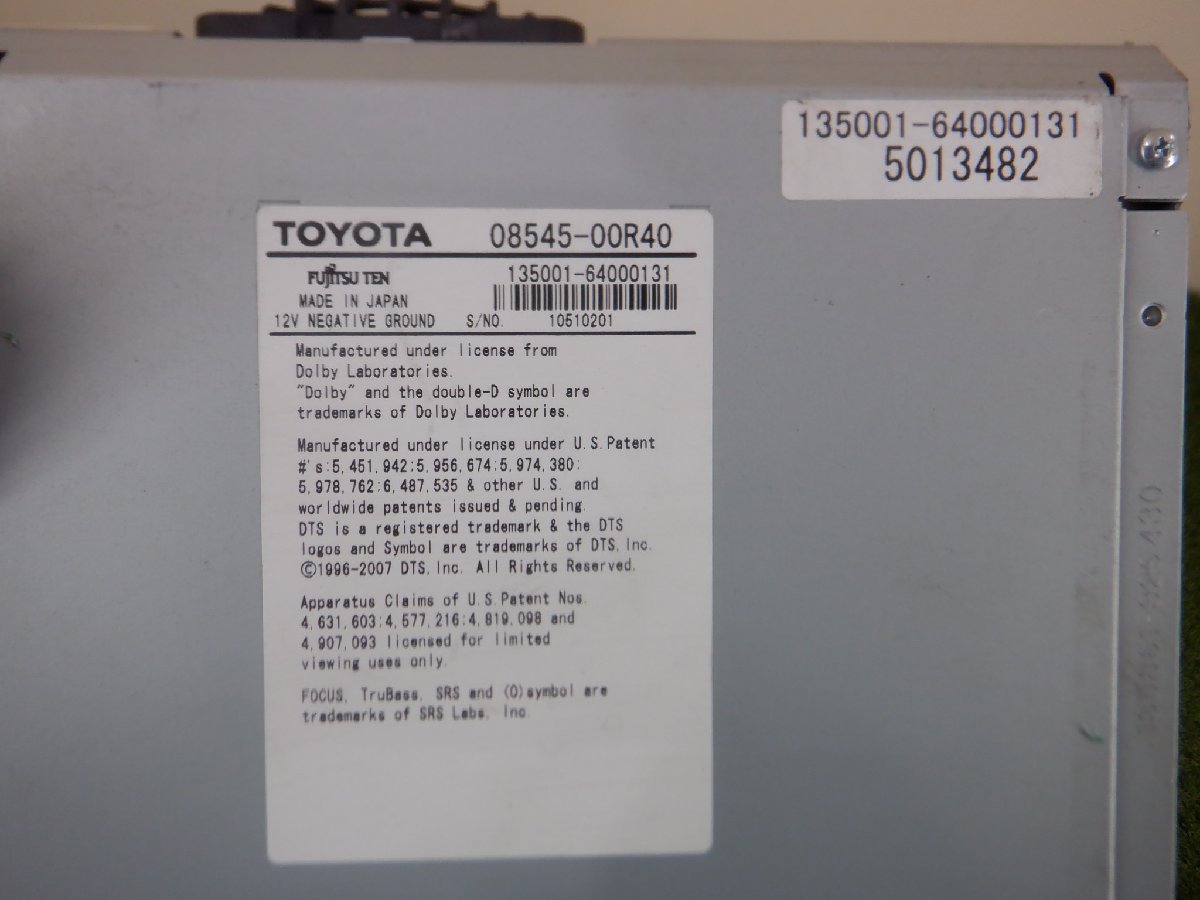 135001-64000131
5013482
TOYOTA 08545-00R40
FUJITSU TEN 135001-64000131
MADE IN JAPAN
12V NEGATIVE GROUND S/NO. 10510201
Manufactured under license from
Dolby Laboratories.
"Dolby" and the double-D symbol are
trademarks of Dolby Laboratories.
Manufactured under license under U.S.Patent
#'s:5,451,942;5,956,674;5,974,380;
5,978,762;6,487,535 & other U.S. and
worldwide patents issued & pending.
DTS is a registered trademark & the DTS
logos and Symbol are trademarks of DTS,Inc.
©1996-2007 DTS,Inc. All Rights Reserved.
Apparatus Claims of U.S.Patent Nos.
4,631,603;4,577,216;4,819,098 and
4,907,093 licensed for limited
viewing uses only.
FOCUS, TruBass, SRS and (O)symbol are
trademarks of SRS Labs, Inc.